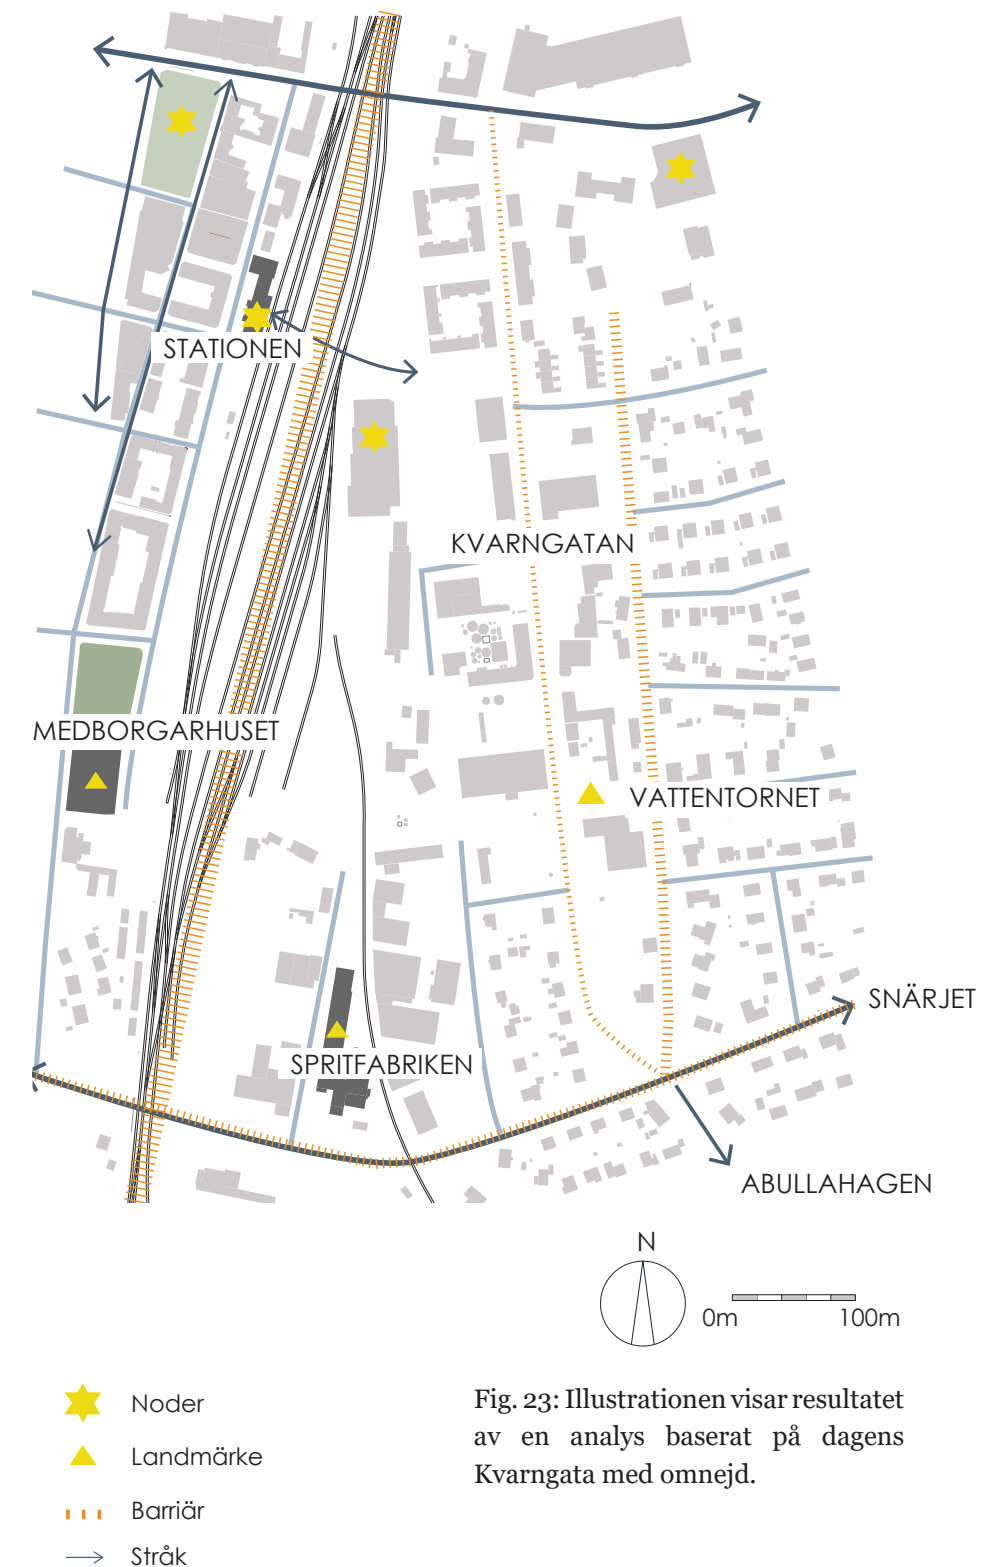 STATIONEN
KVARNGATAN
MEDBORGARHUSET
VATTENTORNET
SNÄRJET
SPRITFABRIKEN
ABULLAHAGEN
N
0m 100m
Noder
Landmärke
Barriär
Stråk
Fig. 23: Illustrationen visar resultatet
av en analys baserat på dagens
Kvarngata med omnejd.